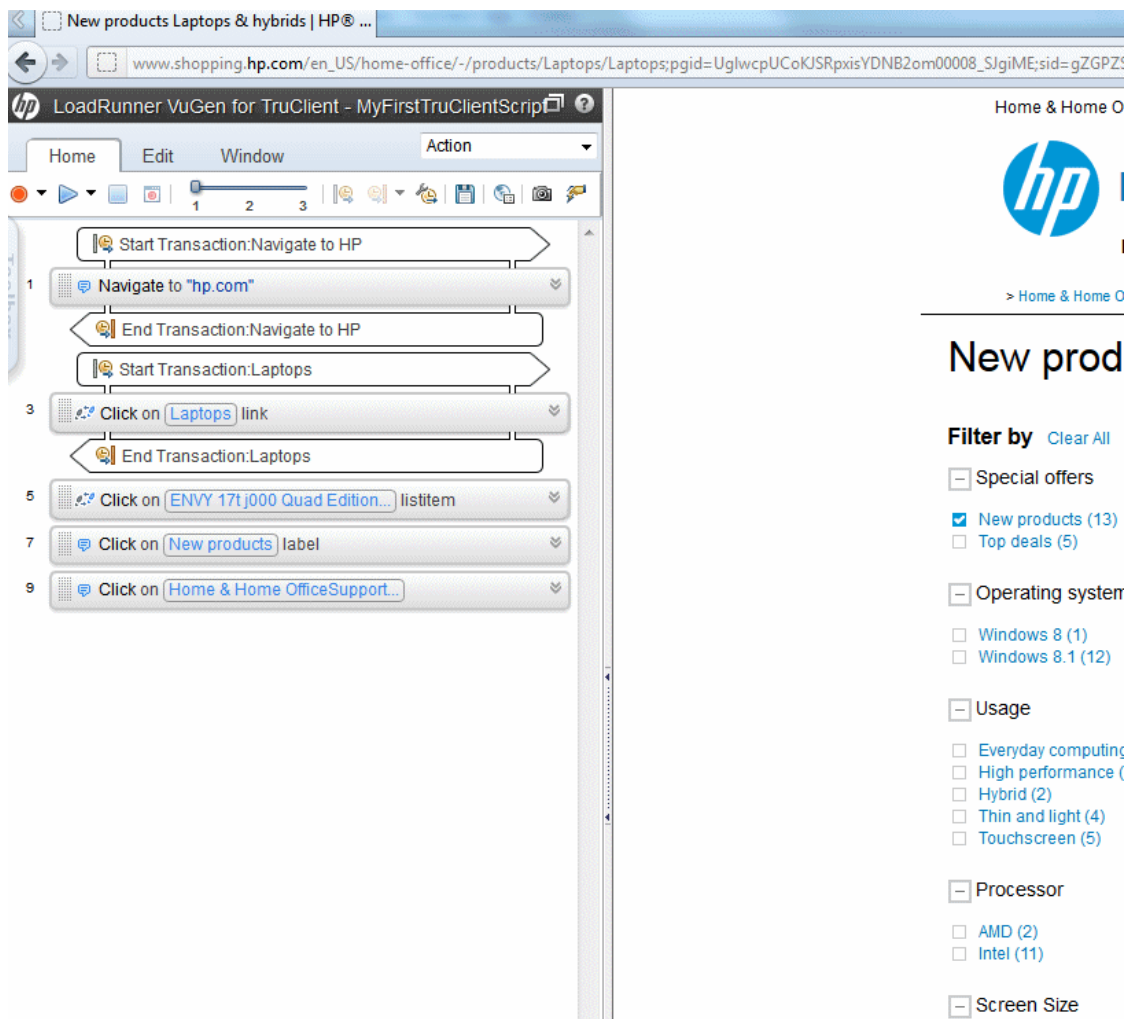 New products Laptops & hybrids | HP® ...
www.shopping.hp.com/en_US/home-office/-/products/Laptops/Laptops;pgid=UglwcpUCoKJSRpxisYDNB2om00008_SJgiME;sid=gZGPZS
hp LoadRunner VuGen for TruClient - MyFirstTruClientScript
Home Edit Window Action
1 2 3
Start Transaction:Navigate to HP
1 Navigate to "hp.com"
End Transaction:Navigate to HP
Start Transaction:Laptops
3 Click on Laptops link
End Transaction:Laptops
5 Click on ENVY 17t j000 Quad Edition... listitem
7 Click on New products label
9 Click on Home & Home OfficeSupport...
Home & Home O
hp
> Home & Home O
New prod
Filter by Clear All
Special offers
New products (13)
Top deals (5)
Operating system
Windows 8 (1)
Windows 8.1 (12)
Usage
Everyday computing
High performance (
Hybrid (2)
Thin and light (4)
Touchscreen (5)
Processor
AMD (2)
Intel (11)
Screen Size